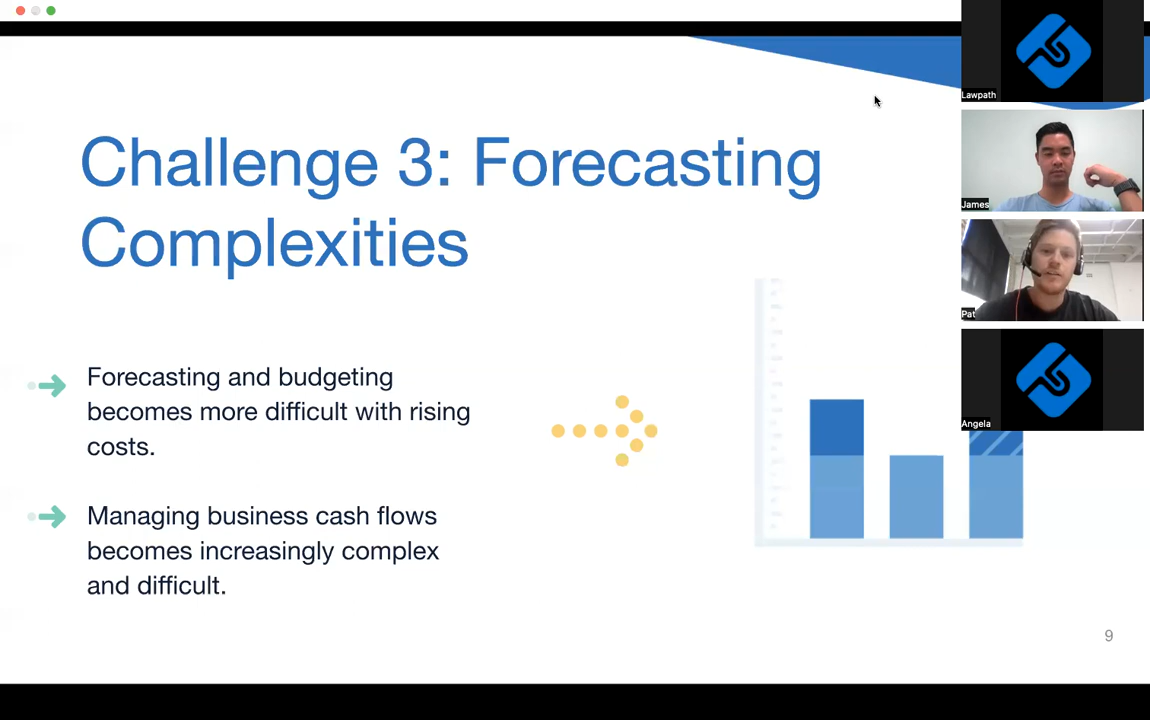 Challenge 3: Forecasting
Complexities
Forecasting and budgeting
becomes more difficult with rising
costs.
Managing business cash flows
becomes increasingly complex
and difficult.
9
Lawpath
James
Pat
Angela